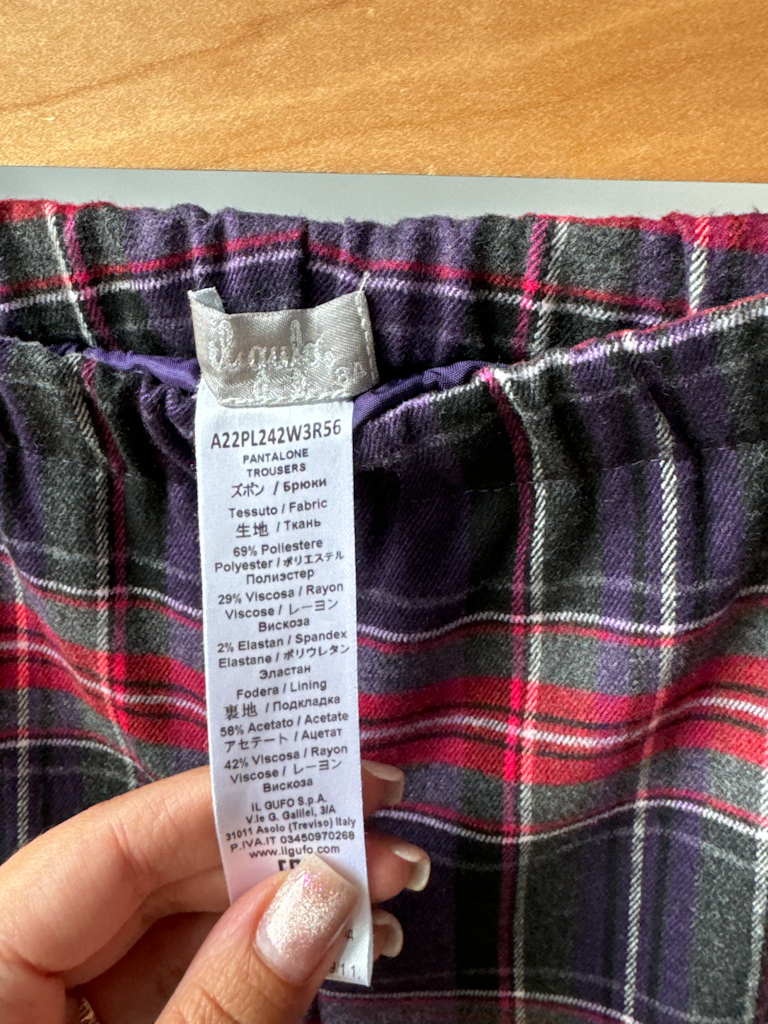 il gufo
A22PL242W3R56
PANTALONE
TROUSERS
ズボン / Брюки
Tessuto / Fabric
生地 / Ткань
69% Poliestere
Polyester / ポリエステル
Полиэстер
29% Viscosa / Rayon
Viscose / レーヨン
Вискоза
2% Elastan / Spandex
Elastane / ポリウレタン
Эластан
Fodera / Lining
裏地 / Подкладка
58% Acetato / Acetate
アセテート / Ацетат
42% Viscosa / Rayon
Viscose / レーヨン
Вискоза
IL GUFO S.p.A.
V.le G. Galilei, 3/A
31011 Asolo (Treviso) Italy
P.IVA.IT 03450970268
www.ilgufo.com